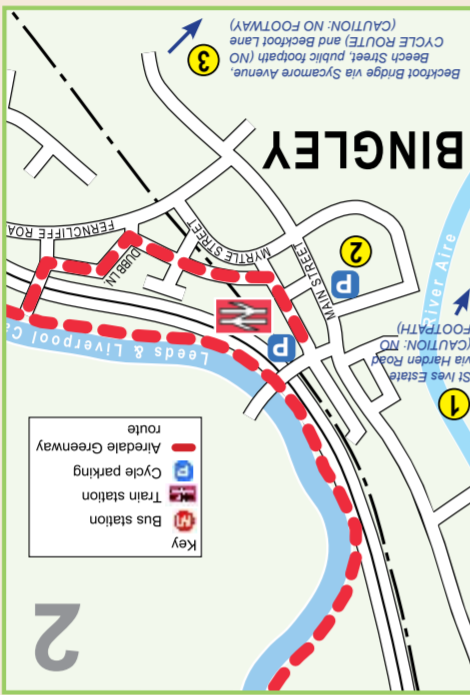 2
Key
Bus station
Train station
P
Cycle parking
Airedale Greenway
route
Leeds & Liverpool Ca
1
St Ives Estate
via Harden Road
(CAUTION: NO
FOOTPATH)
River Aire
P
P
2
MAIN STREET
MYRTLE STREET
DUBB LN.
FERNCLIFFE ROA
BINGLEY
3
Beckfoot Bridge via Sycamore Avenue,
Beech Street, public footpath (NO
CYCLE ROUTE) and Beckfoot Lane
(CAUTION: NO FOOTWAY)